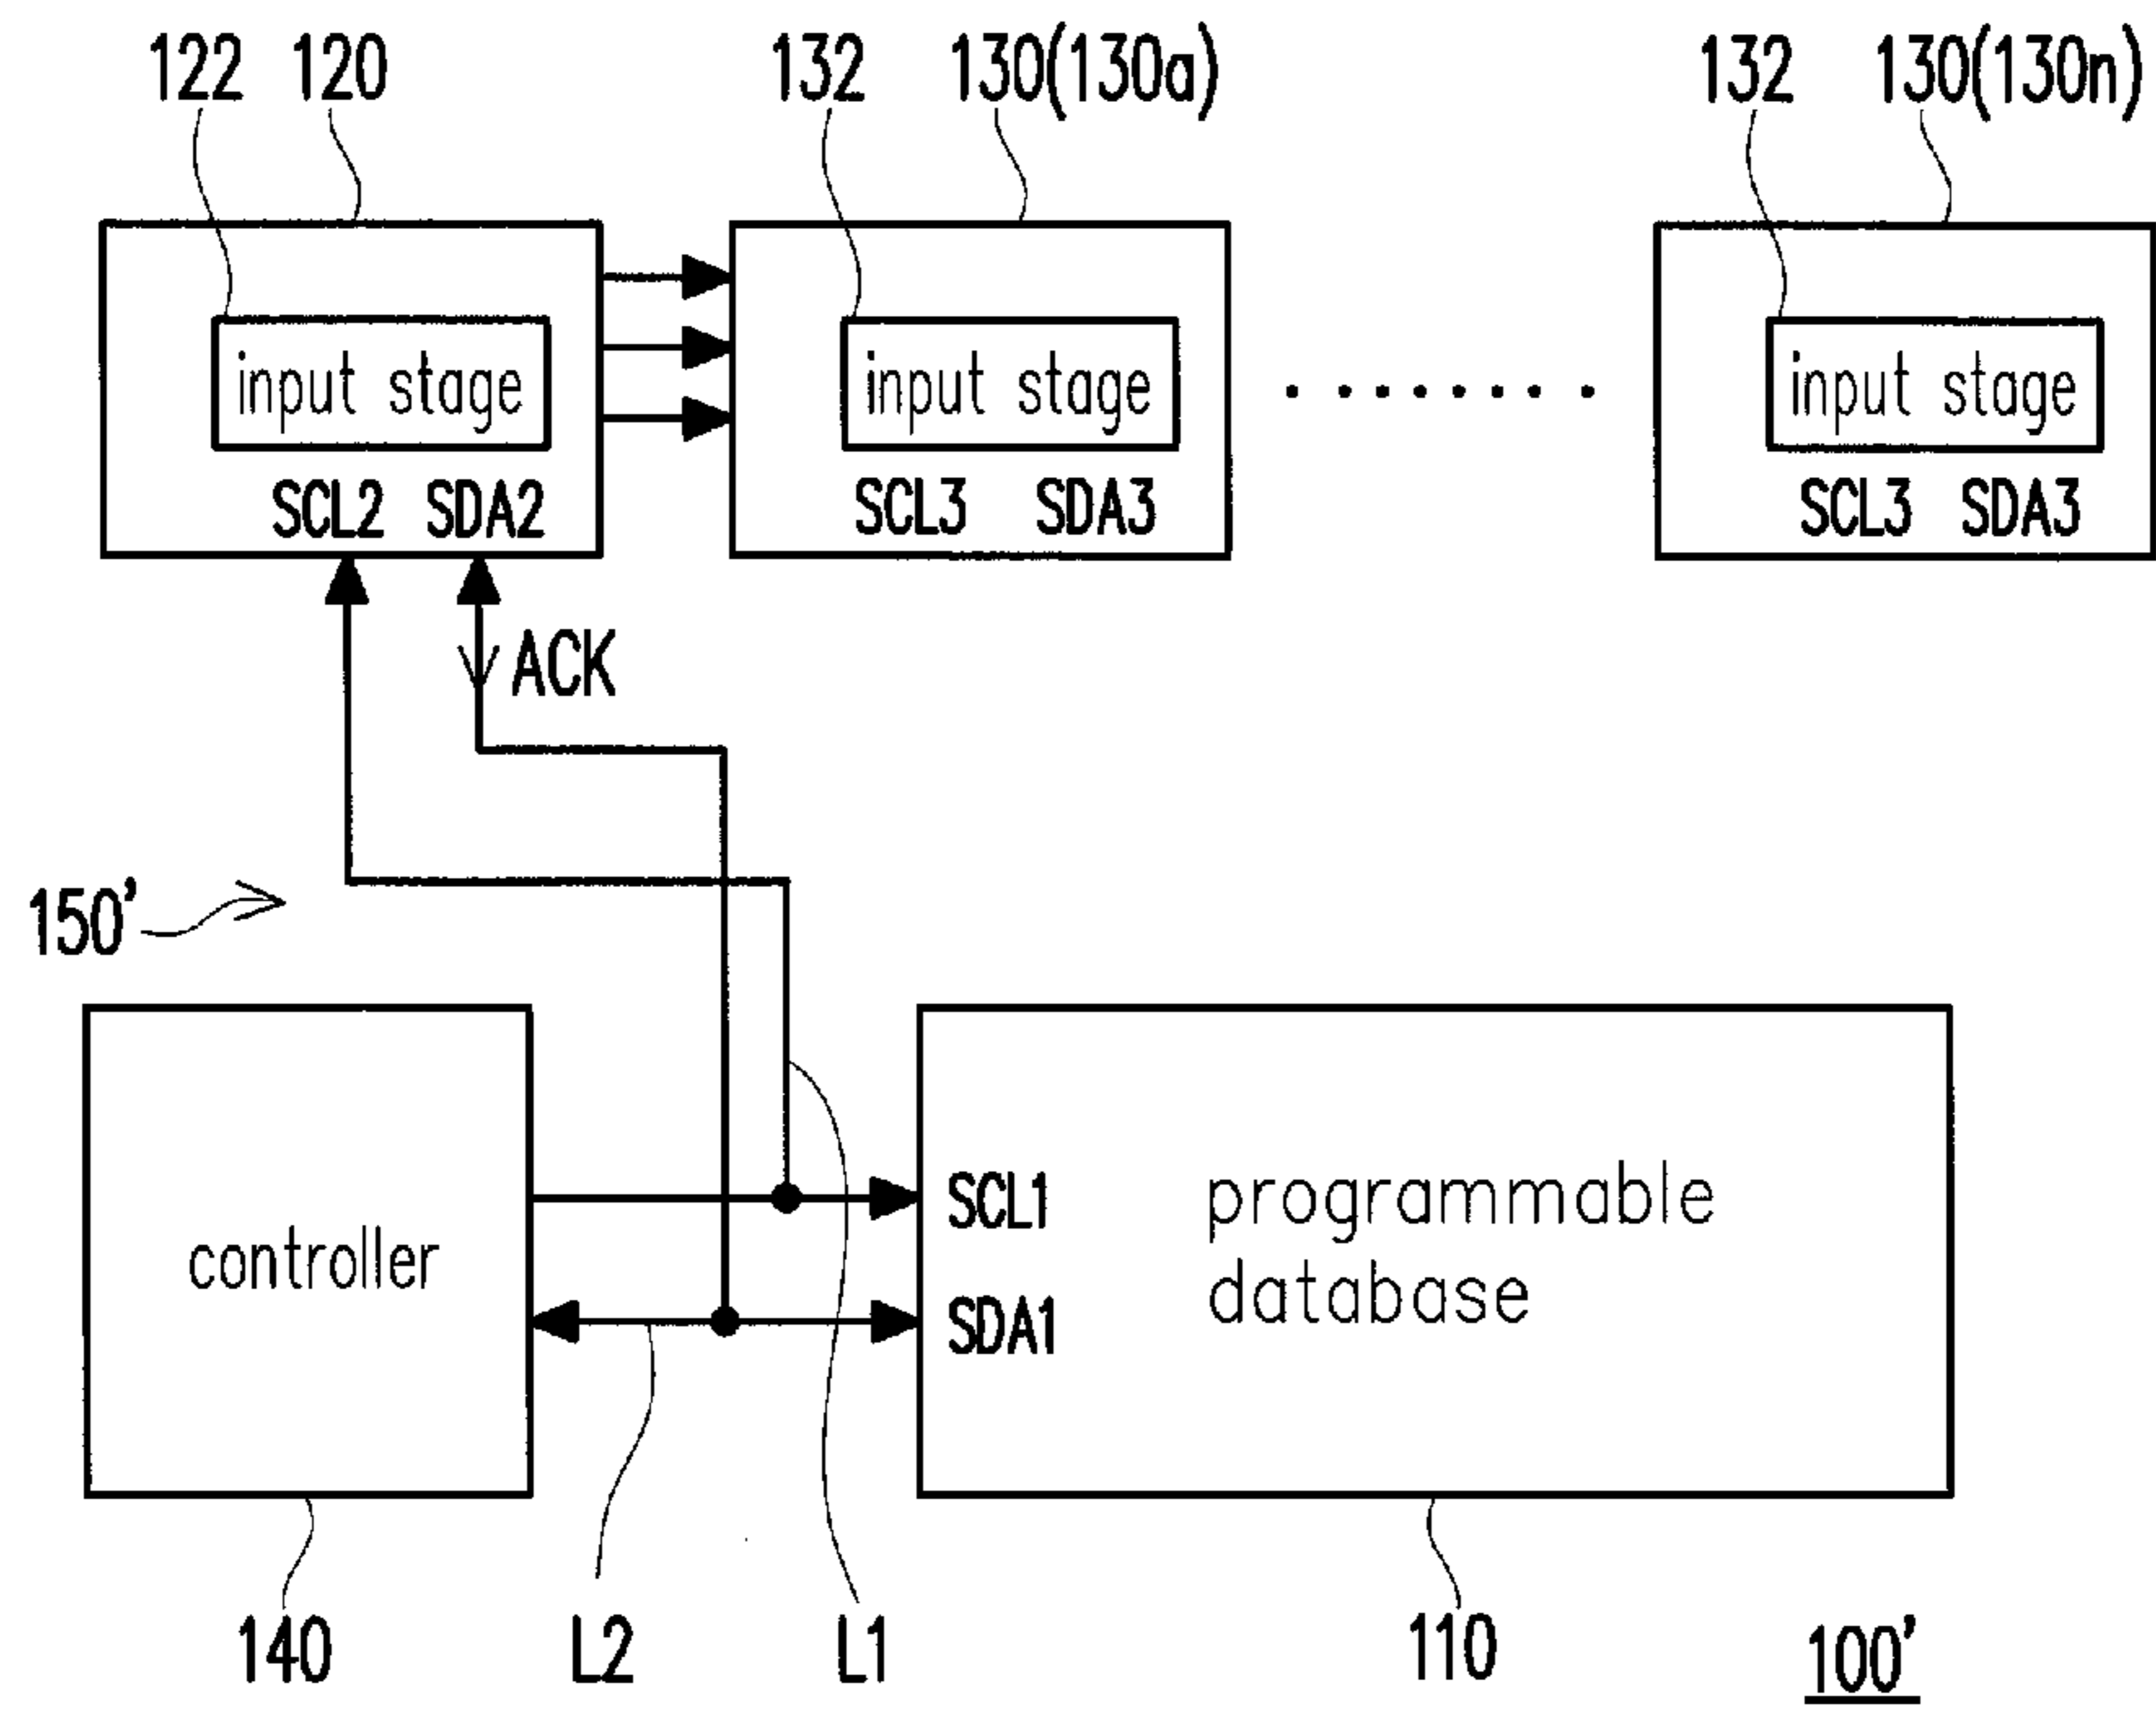 122 120 132 130(130a) 132 130(130n)
input stage input stage input stage
SCL2 SDA2 SCL3 SDA3 SCL3 SDA3
ACK
150'
SCL1 programmable
controller database
SDA1
140 L2 L1 110 100'